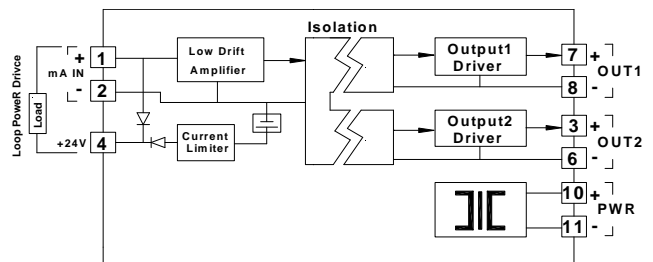 Isolation
Loop PoweR Drivce
Load
+
mA IN
-
+24V
1
2
4
Low Drift
Amplifier
Current
Limiter
Output1
Driver
Output2
Driver
7
+
OUT1
8
-
3
+
OUT2
6
-
10
+
PWR
11
-